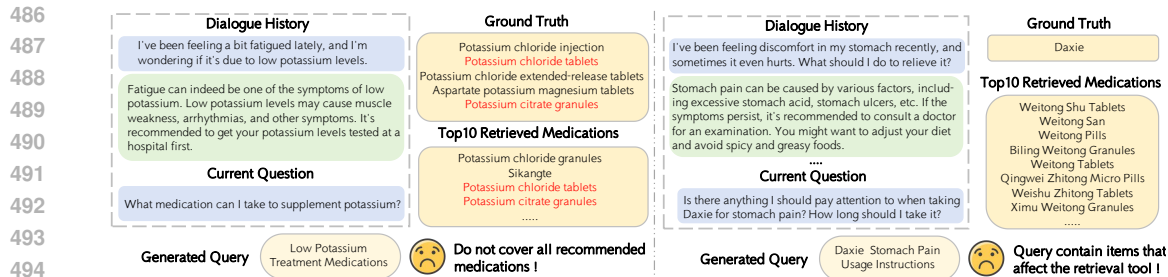 486
487
488
489
490
491
492
493
494
Dialogue History
I've been feeling a bit fatigued lately, and I'm
wondering if it's due to low potassium levels.
Fatigue can indeed be one of the symptoms of low
potassium. Low potassium levels may cause muscle
weakness, arrhythmias, and other symptoms. It's
recommended to get your potassium levels tested at a
hospital first.
Current Question
What medication can I take to supplement potassium?
Ground Truth
Potassium chloride injection
Potassium chloride tablets
Potassium chloride extended-release tablets
Aspartate potassium magnesium tablets
Potassium citrate granules
Top10 Retrieved Medications
Potassium chloride granules
Sikangte
Potassium chloride tablets
Potassium citrate granules
.....
Generated Query
Low Potassium
Treatment Medications
Do not cover all recommended
medications !
Dialogue History
I've been feeling discomfort in my stomach recently, and
sometimes it even hurts. What should I do to relieve it?
Stomach pain can be caused by various factors, includ-
ing excessive stomach acid, stomach ulcers, etc. If the
symptoms persist, it's recommended to consult a doctor
for an examination. You might want to adjust your diet
and avoid spicy and greasy foods.
....
Current Question
Is there anything I should pay attention to when taking
Daxie for stomach pain? How long should I take it?
Ground Truth
Daxie
Top10 Retrieved Medications
Weitong Shu Tablets
Weitong San
Weitong Pills
Biling Weitong Granules
Weitong Tablets
Qingwei Zhitong Micro Pills
Weishu Zhitong Tablets
Ximu Weitong Granules
.....
Generated Query
Daxie Stomach Pain
Usage Instructions
Query contain items that
affect the retrieval tool !